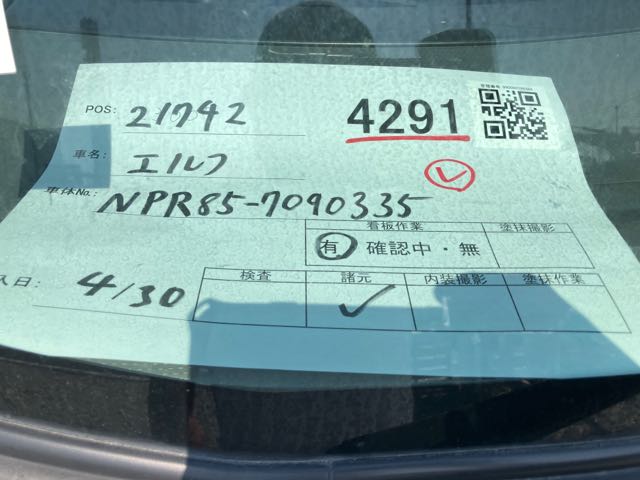 POS: 21742
4291
車名: エルフ
車体No: NPR85-7090335
看板作業 塗抹撮影
有 確認中・無
入日: 4/30
検査 諸元 内装撮影 塗抹作業